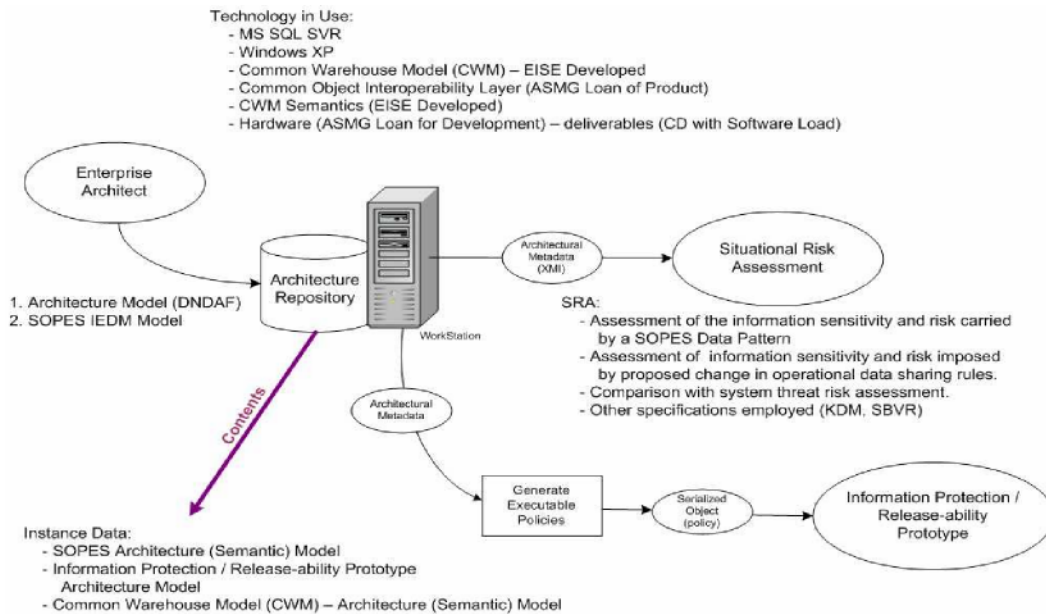 Technology in Use:
- MS SQL SVR
- Windows XP
- Common Warehouse Model (CWM) – EISE Developed
- Common Object Interoperability Layer (ASMG Loan of Product)
- CWM Semantics (EISE Developed)
- Hardware (ASMG Loan for Development) – deliverables (CD with Software Load)
Enterprise
Architect
Architecture
Repository
WorkStation
Architectural
Metadata
(XMI)
Situational Risk
Assessment
1. Architecture Model (DNDAF)
2. SOPES IEDM Model
SRA:
- Assessment of the information sensitivity and risk carried
by a SOPES Data Pattern
- Assessment of information sensitivity and risk imposed
by proposed change in operational data sharing rules.
- Comparison with system threat risk assessment.
- Other specifications employed (KDM, SBVR)
Architectural
Metadata
Contents
Generate
Executable
Policies
Serialized
Object
(policy)
Information Protection /
Release-ability
Prototype
Instance Data:
- SOPES Architecture (Semantic) Model
- Information Protection / Release-ability Prototype
Architecture Model
- Common Warehouse Model (CWM) – Architecture (Semantic) Model